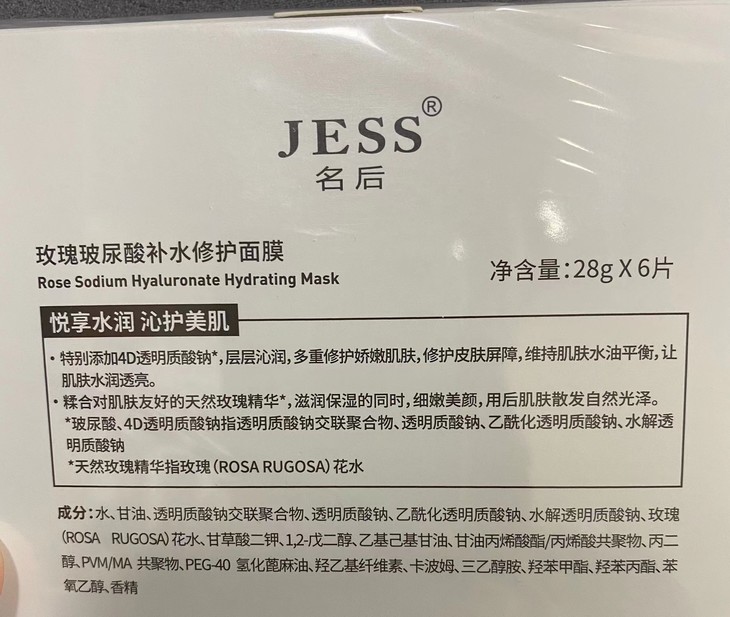 JESS®
名后
玫瑰玻尿酸补水修护面膜
Rose Sodium Hyaluronate Hydrating Mask
净含量:28g X 6片
悦享水润 沁护美肌
·特别添加4D透明质酸钠*,层层沁润,多重修护娇嫩肌肤,修护皮肤屏障,维持肌肤水油平衡,让
肌肤水润透亮。
·糅合对肌肤友好的天然玫瑰精华*,滋润保湿的同时,细嫩美颜,用后肌肤散发自然光泽。
*玻尿酸、4D透明质酸钠指透明质酸钠交联聚合物、透明质酸钠、乙酰化透明质酸钠、水解透
明质酸钠
*天然玫瑰精华指玫瑰(ROSA RUGOSA)花水
成分:水、甘油、透明质酸钠交联聚合物、透明质酸钠、乙酰化透明质酸钠、水解透明质酸钠、玫瑰
(ROSA RUGOSA)花水、甘草酸二钾、1,2-戊二醇、乙基己基甘油、甘油丙烯酸酯/丙烯酸共聚物、丙二
醇、PVM/MA 共聚物、PEG-40 氢化蓖麻油、羟乙基纤维素、卡波姆、三乙醇胺、羟苯甲酯、羟苯丙酯、苯
氧乙醇、香精